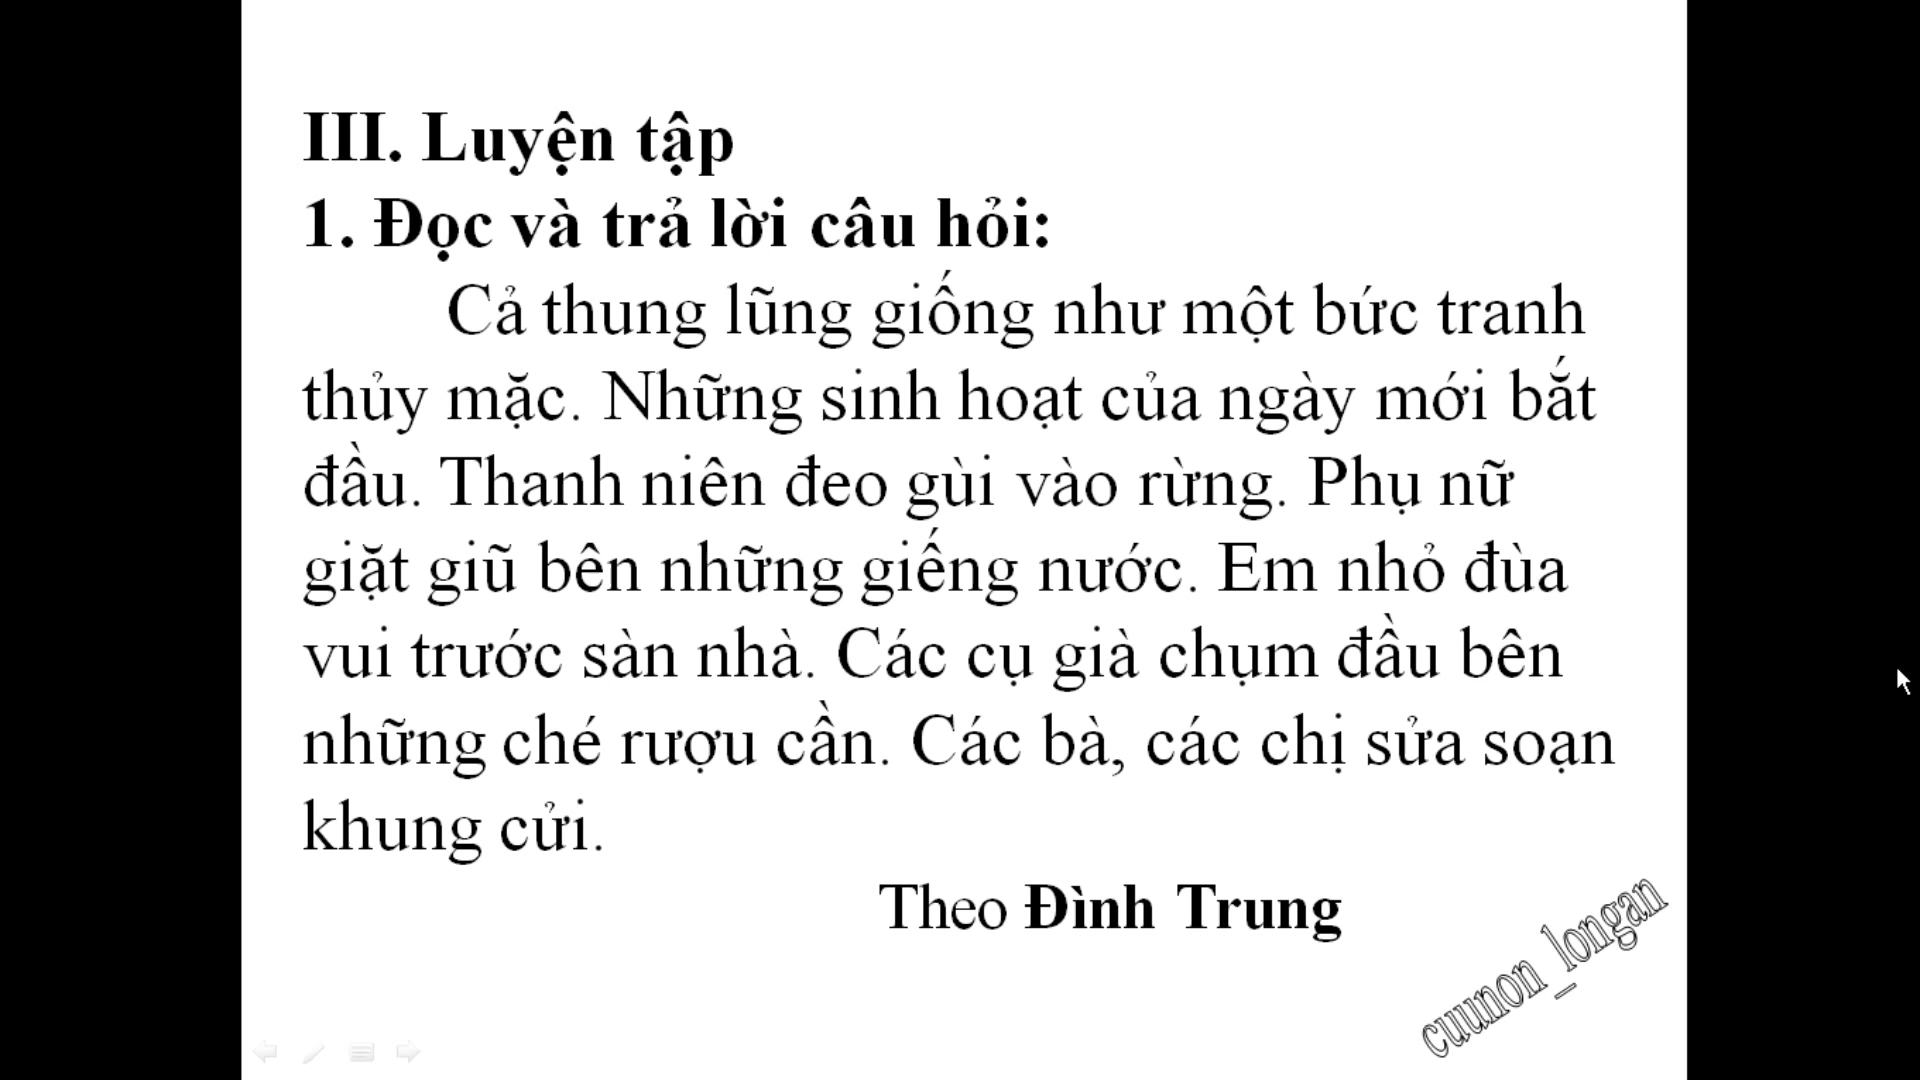 III. Luyện tập
1. Đọc và trả lời câu hỏi:
Cả thung lũng giống như một bức tranh
thủy mặc. Những sinh hoạt của ngày mới bắt
đầu. Thanh niên đeo gùi vào rừng. Phụ nữ
giặt giũ bên những giếng nước. Em nhỏ đùa
vui trước sàn nhà. Các cụ già chụm đầu bên
những ché rượu cần. Các bà, các chị sửa soạn
khung cửi.
Theo Đình Trung
cuunon_longan